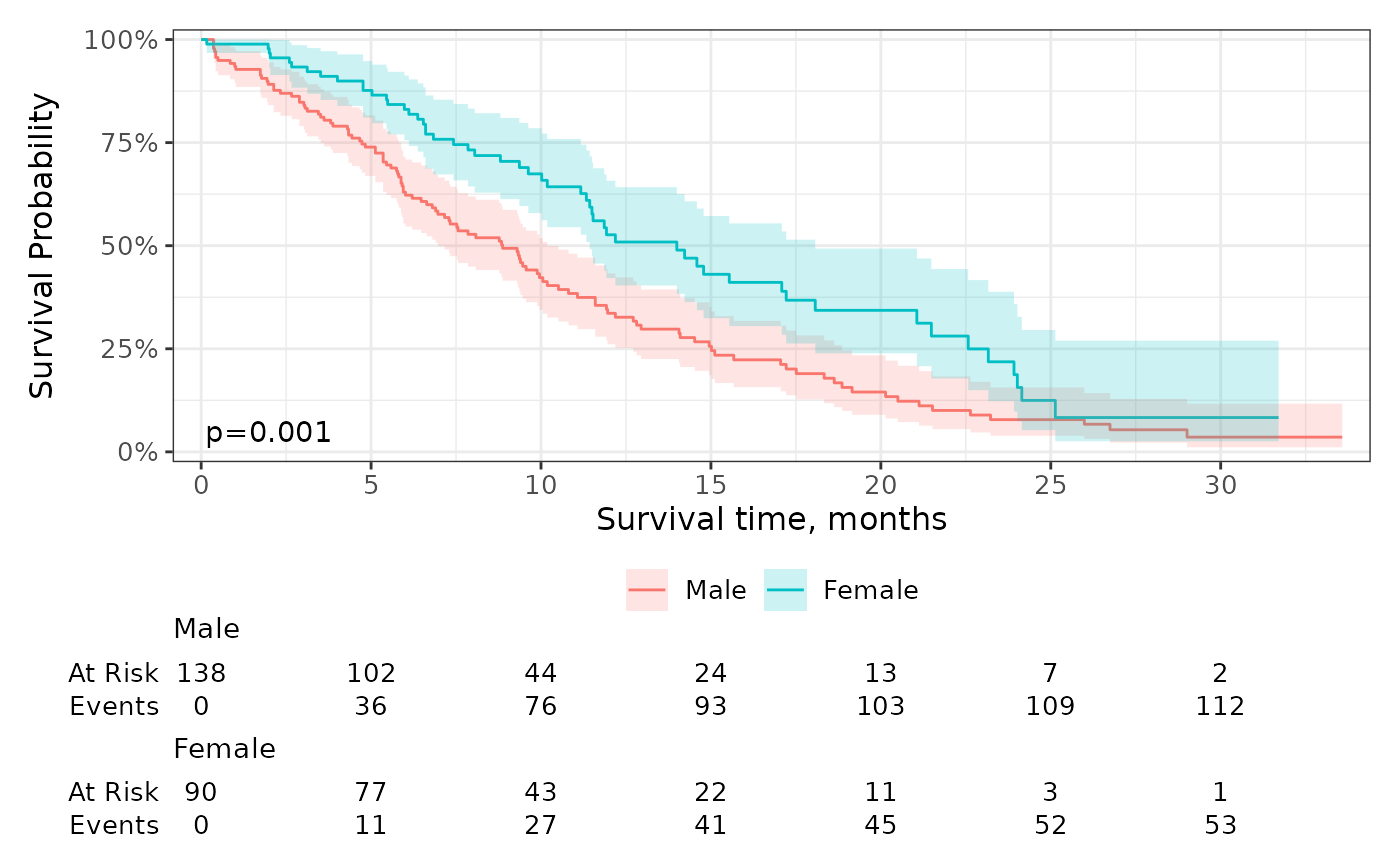 Survival Probability
100%
75%
50%
25%
0%
p=0.001
0 5 10 15 20 25 30
Survival time, months
Male Female
Male
At Risk 138 102 44 24 13 7 2
Events 0 36 76 93 103 109 112
Female
At Risk 90 77 43 22 11 3 1
Events 0 11 27 41 45 52 53